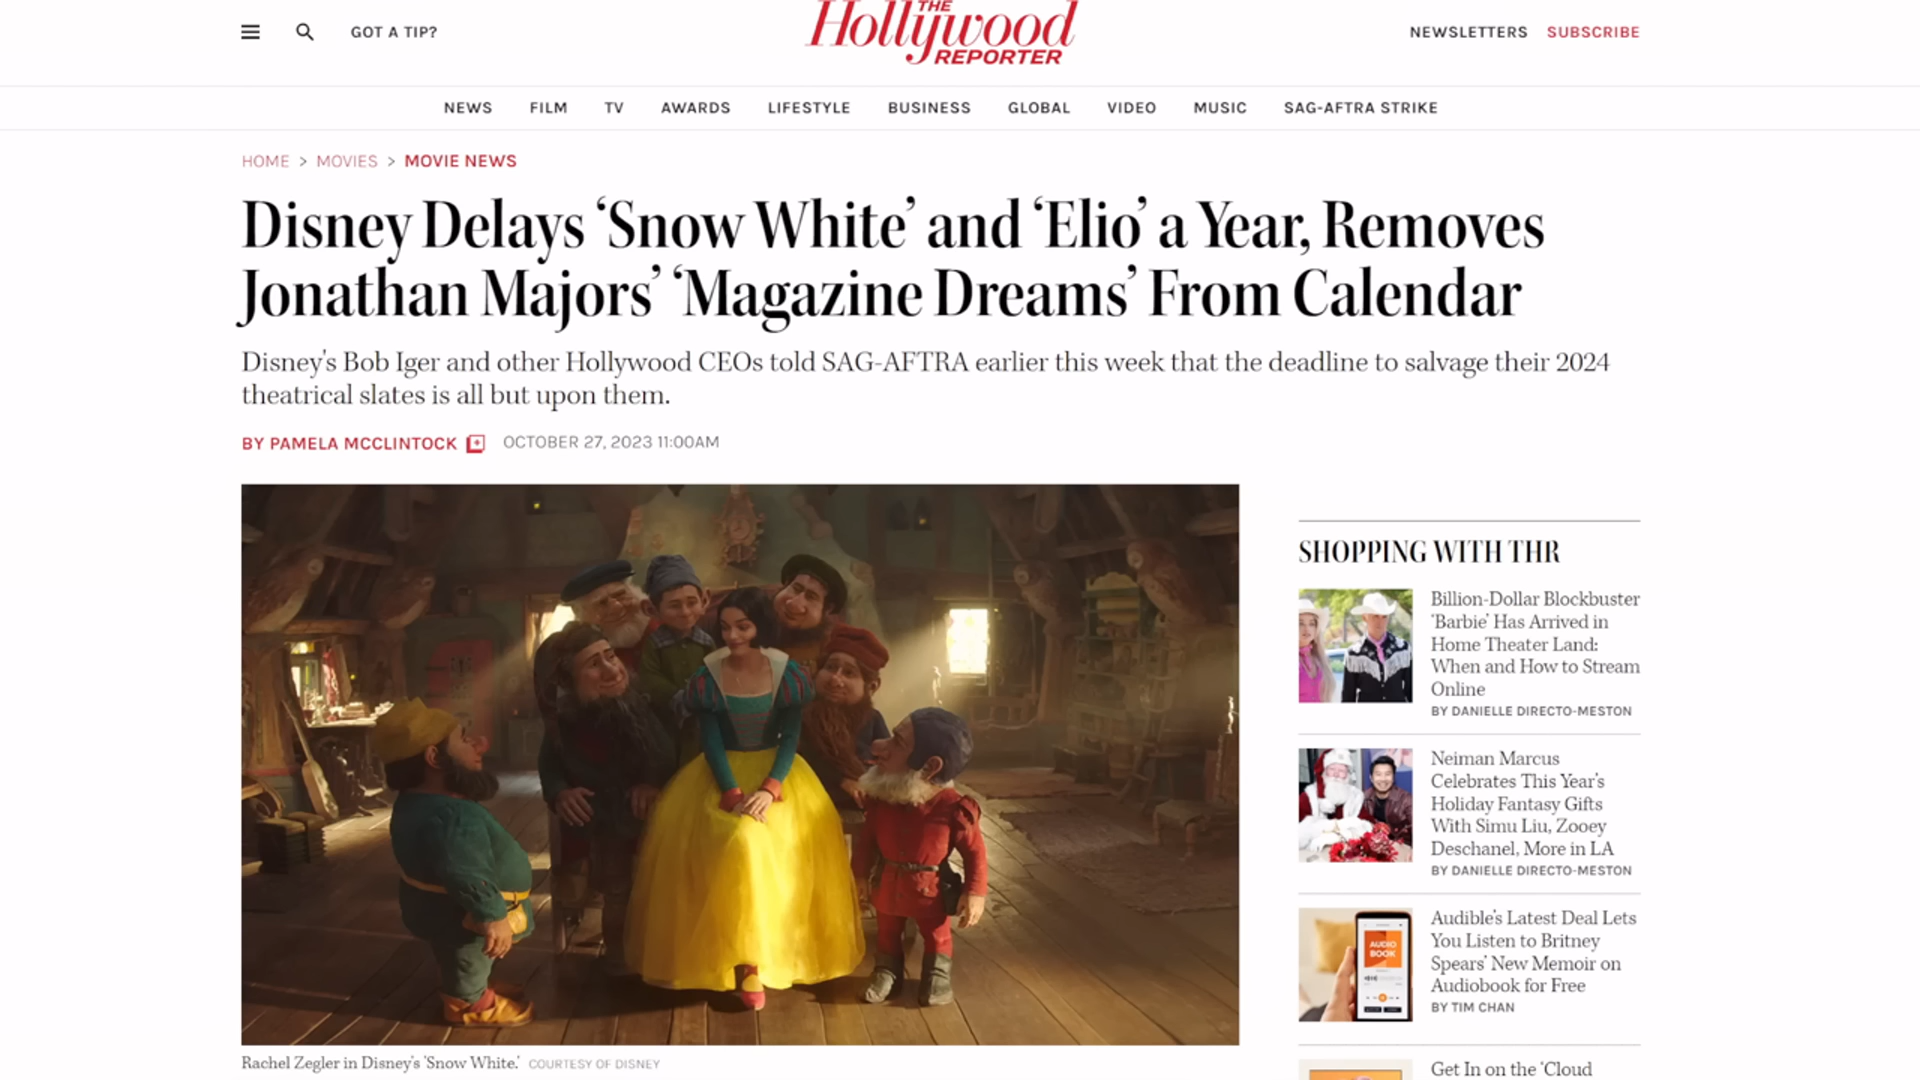 GOT A TIP?
THE
Hollywood
REPORTER
NEWSLETTERS SUBSCRIBE
NEWS FILM TV AWARDS LIFESTYLE BUSINESS GLOBAL VIDEO MUSIC SAG-AFTRA STRIKE
HOME > MOVIES > MOVIE NEWS
Disney Delays ‘Snow White’ and ‘Elio’ a Year, Removes
Jonathan Majors’ ‘Magazine Dreams’ From Calendar
Disney's Bob Iger and other Hollywood CEOs told SAG-AFTRA earlier this week that the deadline to salvage their 2024
theatrical slates is all but upon them.
BY PAMELA MCCLINTOCK OCTOBER 27, 2023 11:00AM
Rachel Zegler in Disney's 'Snow White.' COURTESY OF DISNEY
SHOPPING WITH THR
Billion-Dollar Blockbuster
‘Barbie’ Has Arrived in
Home Theater Land:
When and How to Stream
Online
BY DANIELLE DIRECTO-MESTON
Neiman Marcus
Celebrates This Year’s
Holiday Fantasy Gifts
With Simu Liu, Zooey
Deschanel, More in LA
BY DANIELLE DIRECTO-MESTON
AUDIO
BOOK
Audible’s Latest Deal Lets
You Listen to Britney
Spears’ New Memoir on
Audiobook for Free
BY TIM CHAN
Get In on the ‘Cloud